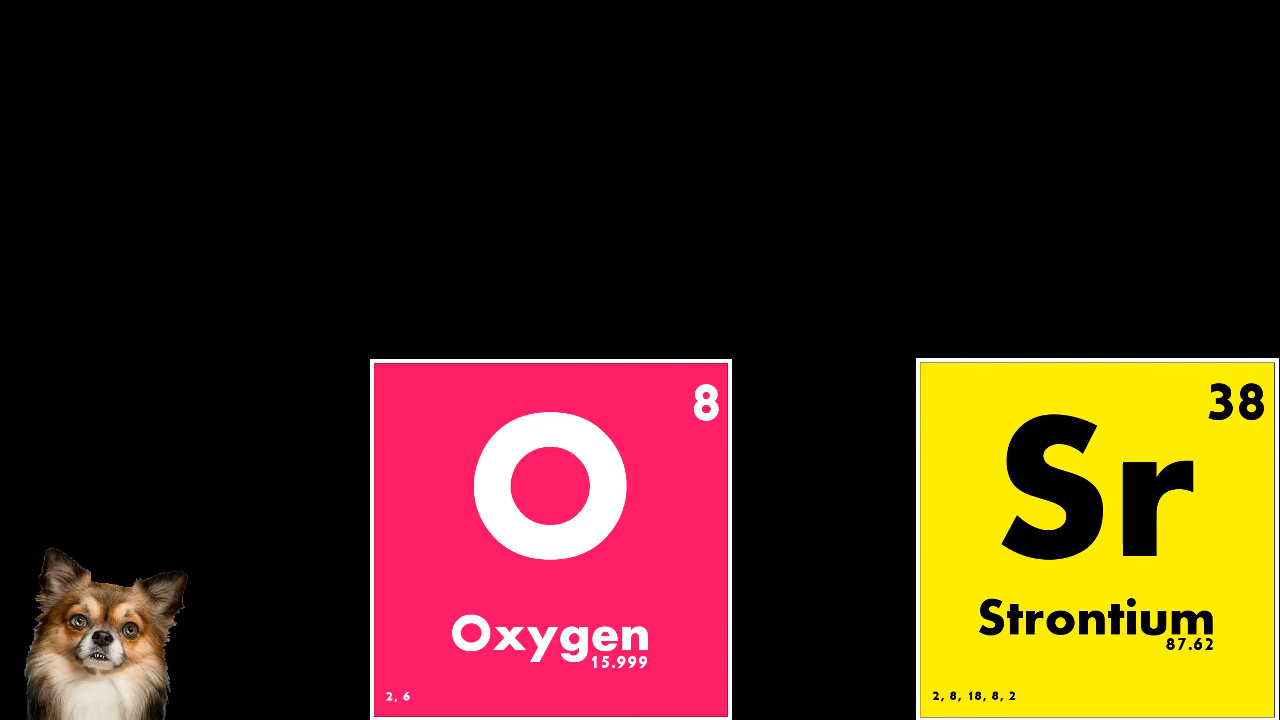 8
O
Oxygen
15.999
2, 6
38
Sr
Strontium
87.62
2, 8, 18, 8, 2